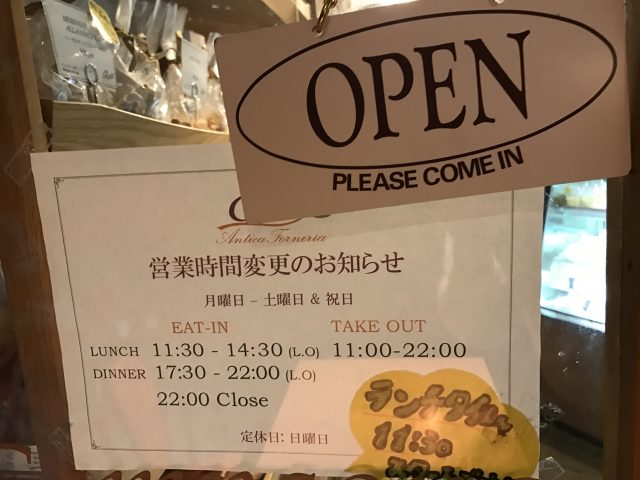 OPEN
PLEASE COME IN
Antica Forneria
営業時間変更のお知らせ
月曜日 – 土曜日 & 祝日
EAT-IN TAKE OUT
LUNCH 11:30 - 14:30 (L.O) 11:00-22:00
DINNER 17:30 - 22:00 (L.O)
22:00 Close
定休日: 日曜日
ランチタイム
11:30